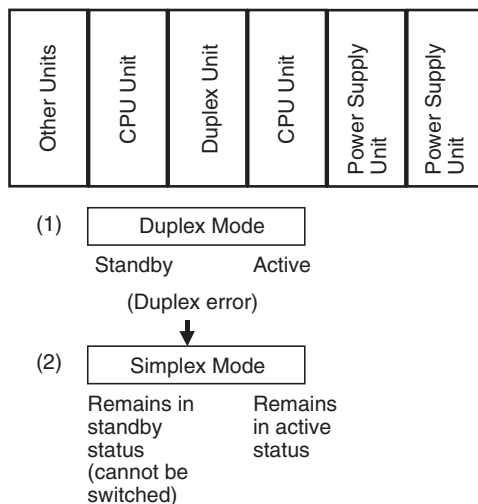 Other Units
CPU Unit
Duplex Unit
CPU Unit
Power Supply
Unit
Power Supply
Unit
(1) Duplex Mode
Standby Active
(Duplex error)
(2) Simplex Mode
Remains in
standby
status
(cannot be
switched)
Remains
in active
status